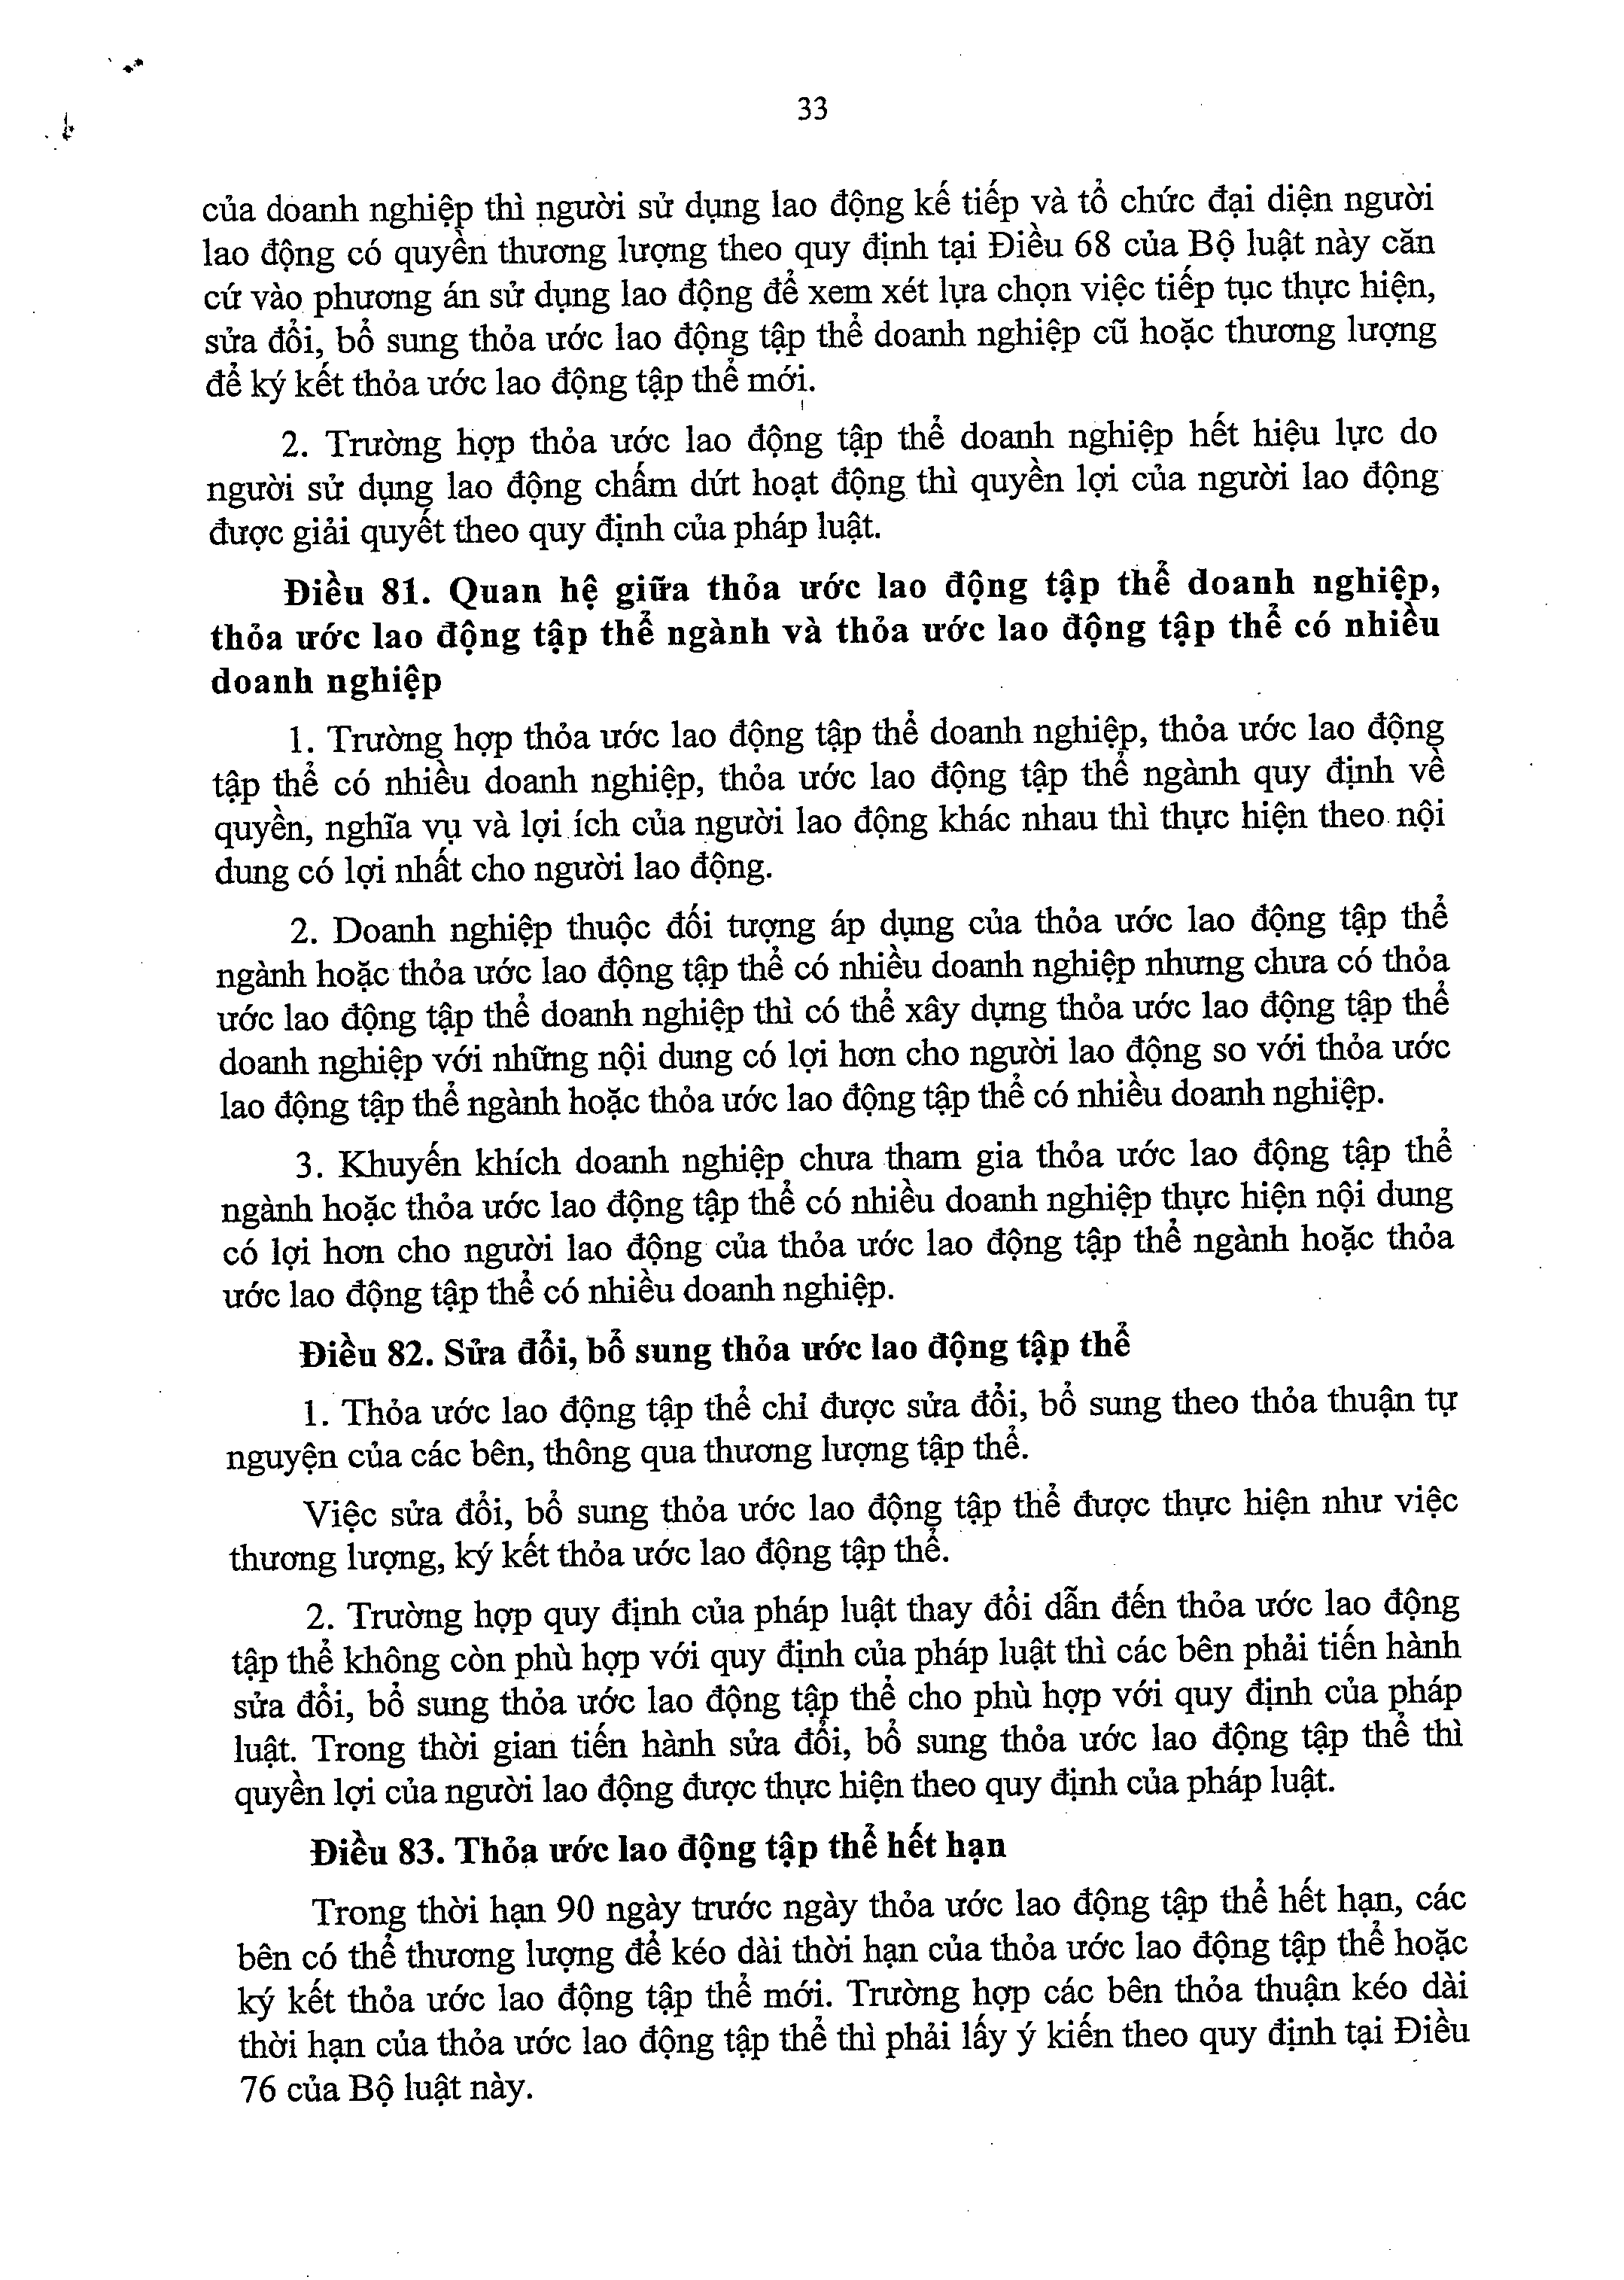 33
của doanh nghiệp thì người sử dụng lao động kế tiếp và tổ chức đại diện người
lao động có quyền thương lượng theo quy định tại Điều 68 của Bộ luật này căn
cứ vào phương án sử dụng lao động để xem xét lựa chọn việc tiếp tục thực hiện,
sửa đổi, bổ sung thỏa ước lao động tập thể doanh nghiệp cũ hoặc thương lượng
để ký kết thỏa ước lao động tập thể mới.
2. Trường hợp thỏa ước lao động tập thể doanh nghiệp hết hiệu lực do
người sử dụng lao động chấm dứt hoạt động thì quyền lợi của người lao động
được giải quyết theo quy định của pháp luật.
Điều 81. Quan hệ giữa thỏa ước lao động tập thể doanh nghiệp,
thỏa ước lao động tập thể ngành và thỏa ước lao động tập thể có nhiều
doanh nghiệp
1. Trường hợp thỏa ước lao động tập thể doanh nghiệp, thỏa ước lao động
tập thể có nhiều doanh nghiệp, thỏa ước lao động tập thể ngành quy định về
quyền, nghĩa vụ và lợi ích của người lao động khác nhau thì thực hiện theo nội
dung có lợi nhất cho người lao động.
2. Doanh nghiệp thuộc đối tượng áp dụng của thỏa ước lao động tập thể
ngành hoặc thỏa ước lao động tập thể có nhiều doanh nghiệp nhưng chưa có thỏa
ước lao động tập thể doanh nghiệp thì có thể xây dựng thỏa ước lao động tập thể
doanh nghiệp với những nội dung có lợi hơn cho người lao động so với thỏa ước
lao động tập thể ngành hoặc thỏa ước lao động tập thể có nhiều doanh nghiệp.
3. Khuyến khích doanh nghiệp chưa tham gia thỏa ước lao động tập thể
ngành hoặc thỏa ước lao động tập thể có nhiều doanh nghiệp thực hiện nội dung
có lợi hơn cho người lao động của thỏa ước lao động tập thể ngành hoặc thỏa
ước lao động tập thể có nhiều doanh nghiệp.
Điều 82. Sửa đổi, bổ sung thỏa ước lao động tập thể
1. Thỏa ước lao động tập thể chỉ được sửa đổi, bổ sung theo thỏa thuận tự
nguyện của các bên, thông qua thương lượng tập thể.
Việc sửa đổi, bổ sung thỏa ước lao động tập thể được thực hiện như việc
thương lượng, ký kết thỏa ước lao động tập thể.
2. Trường hợp quy định của pháp luật thay đổi dẫn đến thỏa ước lao động
tập thể không còn phù hợp với quy định của pháp luật thì các bên phải tiến hành
sửa đổi, bổ sung thỏa ước lao động tập thể cho phù hợp với quy định của pháp
luật. Trong thời gian tiến hành sửa đổi, bổ sung thỏa ước lao động tập thể thì
quyền lợi của người lao động được thực hiện theo quy định của pháp luật.
Điều 83. Thỏa ước lao động tập thể hết hạn
Trong thời hạn 90 ngày trước ngày thỏa ước lao động tập thể hết hạn, các
bên có thể thương lượng để kéo dài thời hạn của thỏa ước lao động tập thể hoặc
ký kết thỏa ước lao động tập thể mới. Trường hợp các bên thỏa thuận kéo dài
thời hạn của thỏa ước lao động tập thể thì phải lấy ý kiến theo quy định tại Điều
76 của Bộ luật này.